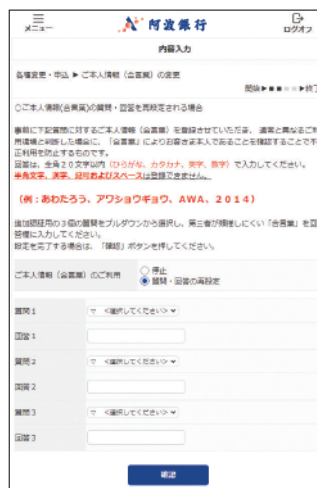 メニュー
阿波銀行
ログオフ
内容入力
各種変更・申込 ▶ ご本人情報（合言葉）の変更
開始▶■■■■▶終了
○ご本人情報(合言葉)の質問・回答を再設定される場合
事前に下記質問に対するご本人情報（合言葉）を登録させていただき、通常と異なるご利
用環境と判断した場合に、「合言葉」によりお客さま本人であることを確認することで不
正利用を防止するものです。
回答は、全角２０文字以内（ひらがな、カタカナ、英字、数字）で入力してください。
半角文字、漢字、記号およびスペースは登録できません。
（例：あわたろう、アワショウギョウ、ＡＷＡ、２０１４）
追加認証用の３個の質問をプルダウンから選択し、第三者が推測しにくい「合言葉」を回
答欄に入力してください。
設定を完了する場合は、「確認」ボタンを押してください。
ご本人情報（合言葉）のご利用
停止
質問・回答の再設定
質問１
▽ <選択してください>
回答１
質問２
▽ <選択してください>
回答２
質問３
▽ <選択してください>
回答３
確認